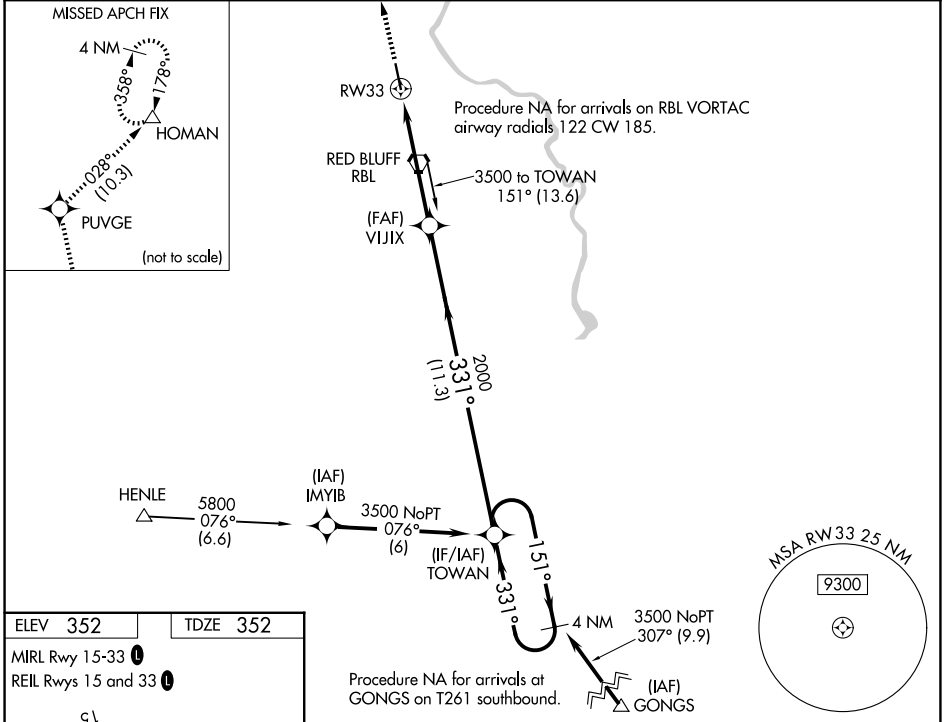 MISSED APCH FIX
4 NM
358°
178°
HOMAN
028°
(10.3)
PUVGE
(not to scale)
RW33
Procedure NA for arrivals on RBL VORTAC
airway radials 122 CW 185.
RED BLUFF
RBL
3500 to TOWAN
151° (13.6)
(FAF)
VIJIX
2000
331°
(11.3)
HENLE
5800
076°
(6.6)
(IAF)
IMYIB
3500 NoPT
076°
(6)
(IF/IAF)
TOWAN
151°
331°
4 NM
3500 NoPT
307° (9.9)
(IAF)
GONGS
Procedure NA for arrivals at
GONGS on T261 southbound.
MSA RW33 25 NM
9300
ELEV 352
TDZE 352
MIRL Rwy 15-33 L
REIL Rwys 15 and 33 L
15